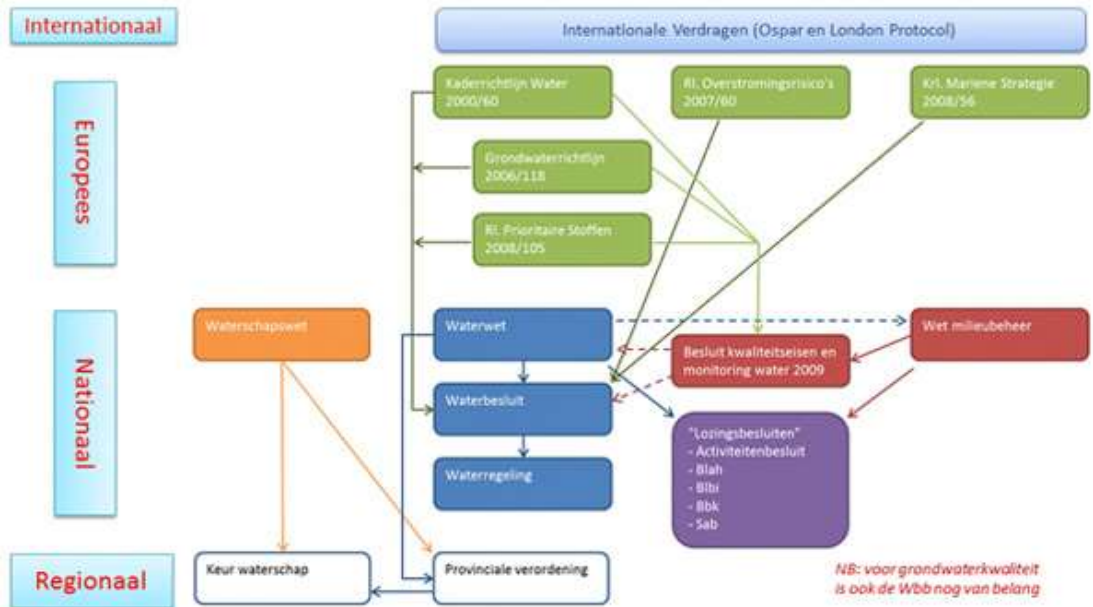 Internationaal
Internationale Verdragen (Ospar en London Protocol)
Europees
Kaderrichtlijn Water
2000/60
Rl. Overstromingsrisico's
2007/60
Krl. Mariene Strategie
2008/56
Grondwaterrichtlijn
2006/118
Rl. Prioritaire Stoffen
2008/105
Nationaal
Waterschapswet
Waterwet
Wet milieubeheer
Besluit kwaliteitseisen en
monitoring water 2009
Waterbesluit
"Lozingsbesluiten"
- Activiteitenbesluit
- Blah
- Blbi
- Bbk
- Sab
Waterregeling
Regionaal
Keur waterschap
Provinciale verordening
NB: voor grondwaterkwaliteit
is ook de Wbb nog van belang